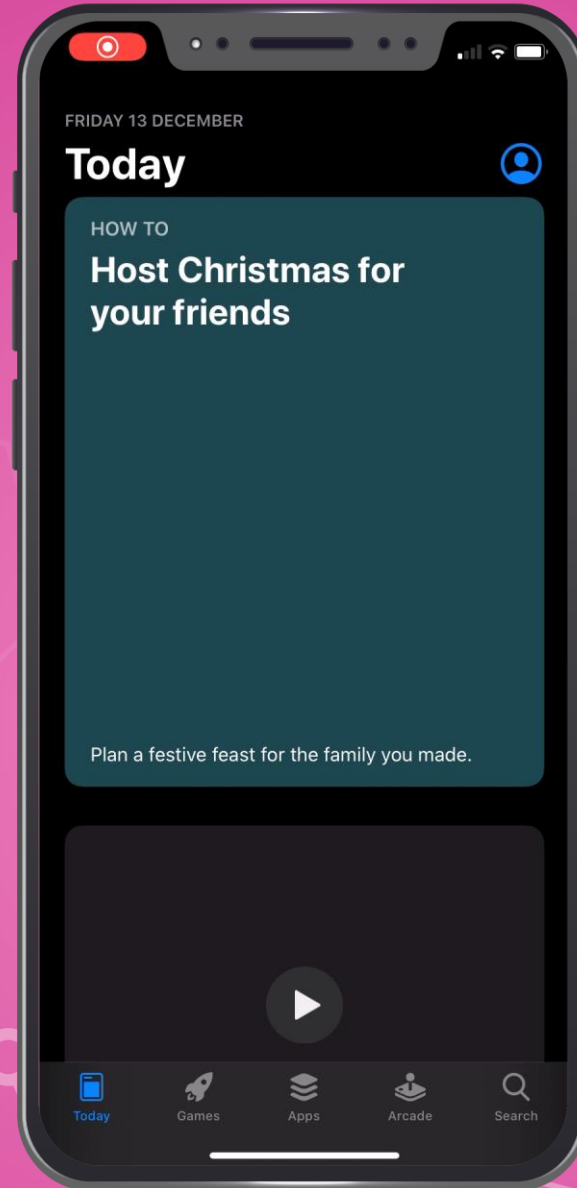 FRIDAY 13 DECEMBER
Today
HOW TO
Host Christmas for
your friends
Plan a festive feast for the family you made.
Today
Games
Apps
Arcade
Search